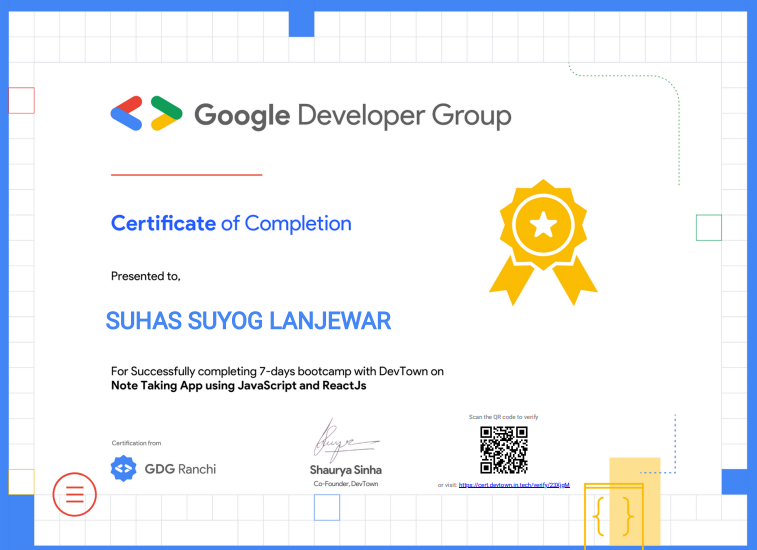 Google Developer Group
Certificate of Completion
Presented to,
SUHAS SUYOG LANJEWAR
For Successfully completing 7-days bootcamp with DevTown on
Note Taking App using JavaScript and ReactJs
Certification from
GDG Ranchi
Shaurya Sinha
Co-Founder, DevTown
Scan the QR code to verify
or visit: https://cert.devtown.in.tech/verify/23XjgM
{ }